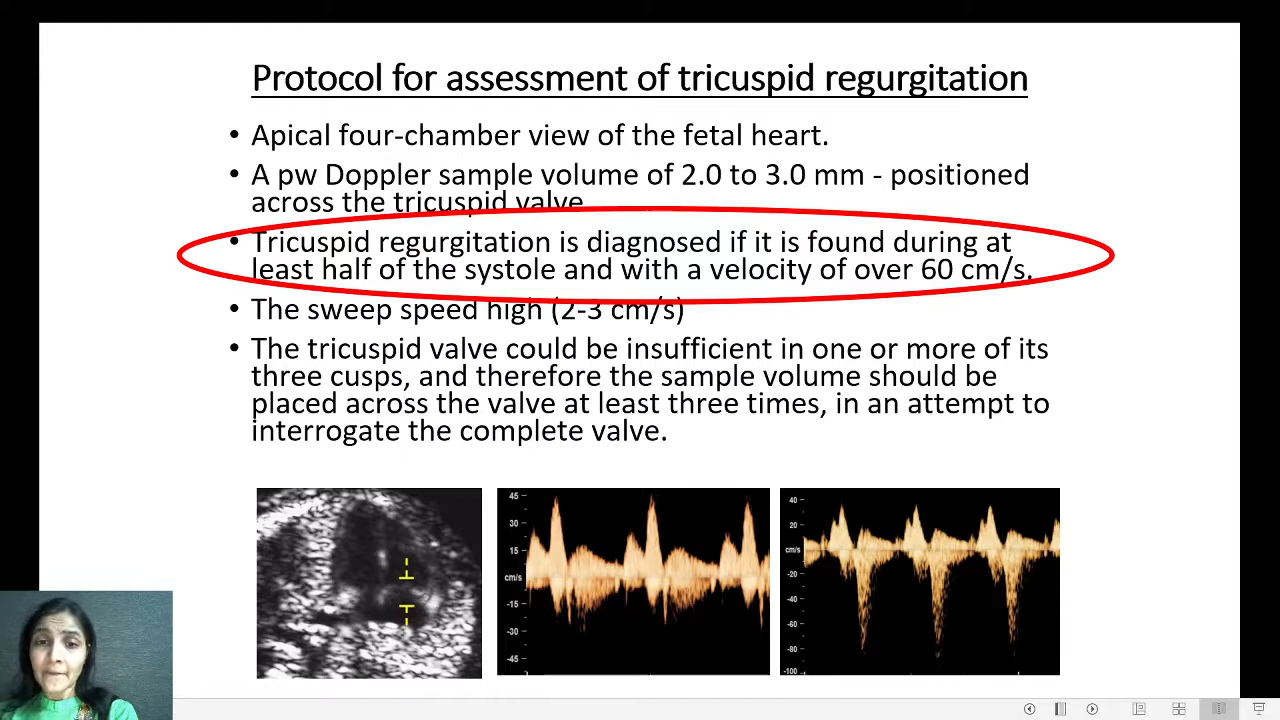 Protocol for assessment of tricuspid regurgitation
• Apical four-chamber view of the fetal heart.
• A pw Doppler sample volume of 2.0 to 3.0 mm - positioned
across the tricuspid valve
• Tricuspid regurgitation is diagnosed if it is found during at
least half of the systole and with a velocity of over 60 cm/s.
• The sweep speed high (2-3 cm/s)
• The tricuspid valve could be insufficient in one or more of its
three cusps, and therefore the sample volume should be
placed across the valve at least three times, in an attempt to
interrogate the complete valve.
45
30
15
cm/s
-15
-30
-45
40
20
cm/s
-20
-40
-60
-80
-100